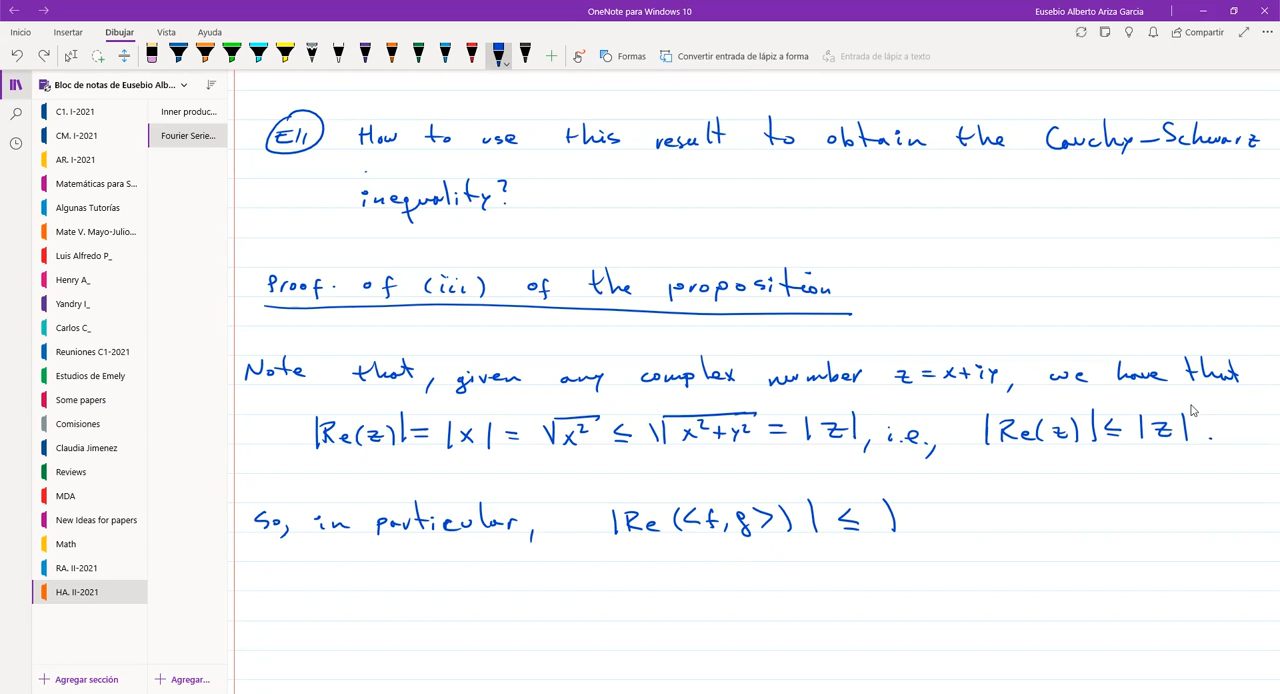 OneNote para Windows 10
Eusebio Alberto Ariza Garcia
Inicio Insertar Dibujar Vista Ayuda
Compartir
Formas
Convertir entrada de lápiz a forma
Entrada de lápiz a texto
Bloc de notas de Eusebio Alb...
C1. I-2021
CM. I-2021
AR. I-2021
Matemáticas para S...
Algunas Tutorías
Mate V. Mayo-Julio...
Luis Alfredo P_
Henry A_
Yandry I_
Carlos C_
Reuniones C1-2021
Estudios de Emely
Some papers
Comisiones
Claudia Jimenez
Reviews
MDA
New Ideas for papers
Math
RA. II-2021
HA. II-2021
Agregar sección
Inner produc...
Fourier Serie...
Agregar...
E11 How to use this result to obtain the Cauchy-Schwarz
inequality?
Proof. of (iii) of the proposition
Note that, given any complex number z = x+iy, we have that
|Re(z)| = |x| = √x² ≤ √x²+y² = |z|, i.e., |Re(z)| ≤ |z|.
So, in particular, |Re(<f,g>)| ≤ |